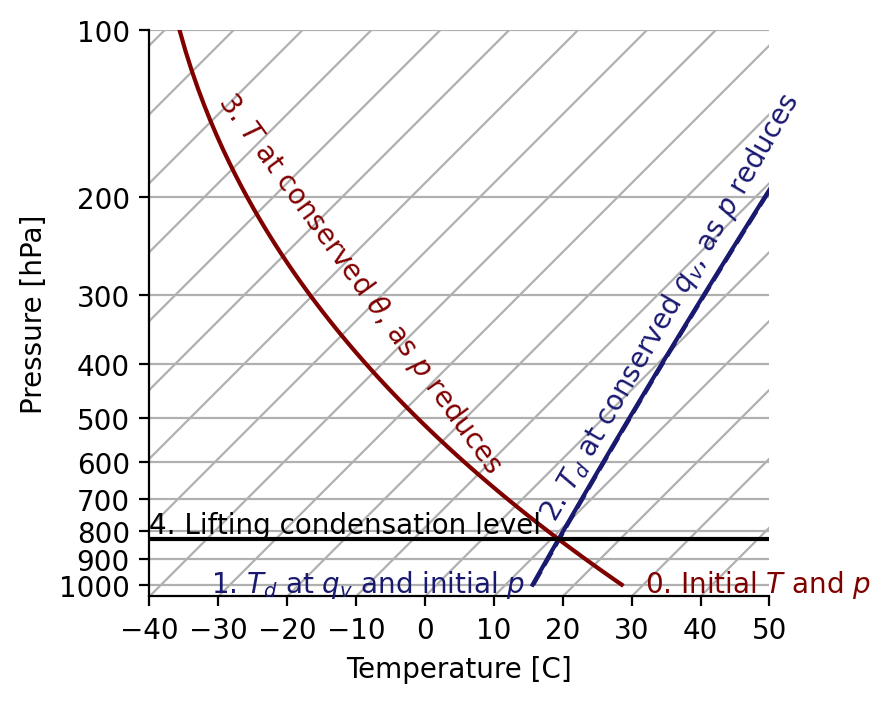 100
200
300
400
500
600
700
800
900
1000
Pressure [hPa]
3. T at conserved θ, as p reduces
2. T_d at conserved q_v, as p reduces
4. Lifting condensation level
1. T_d at q_v and initial p
0. Initial T and p
−40 −30 −20 −10 0 10 20 30 40 50
Temperature [C]